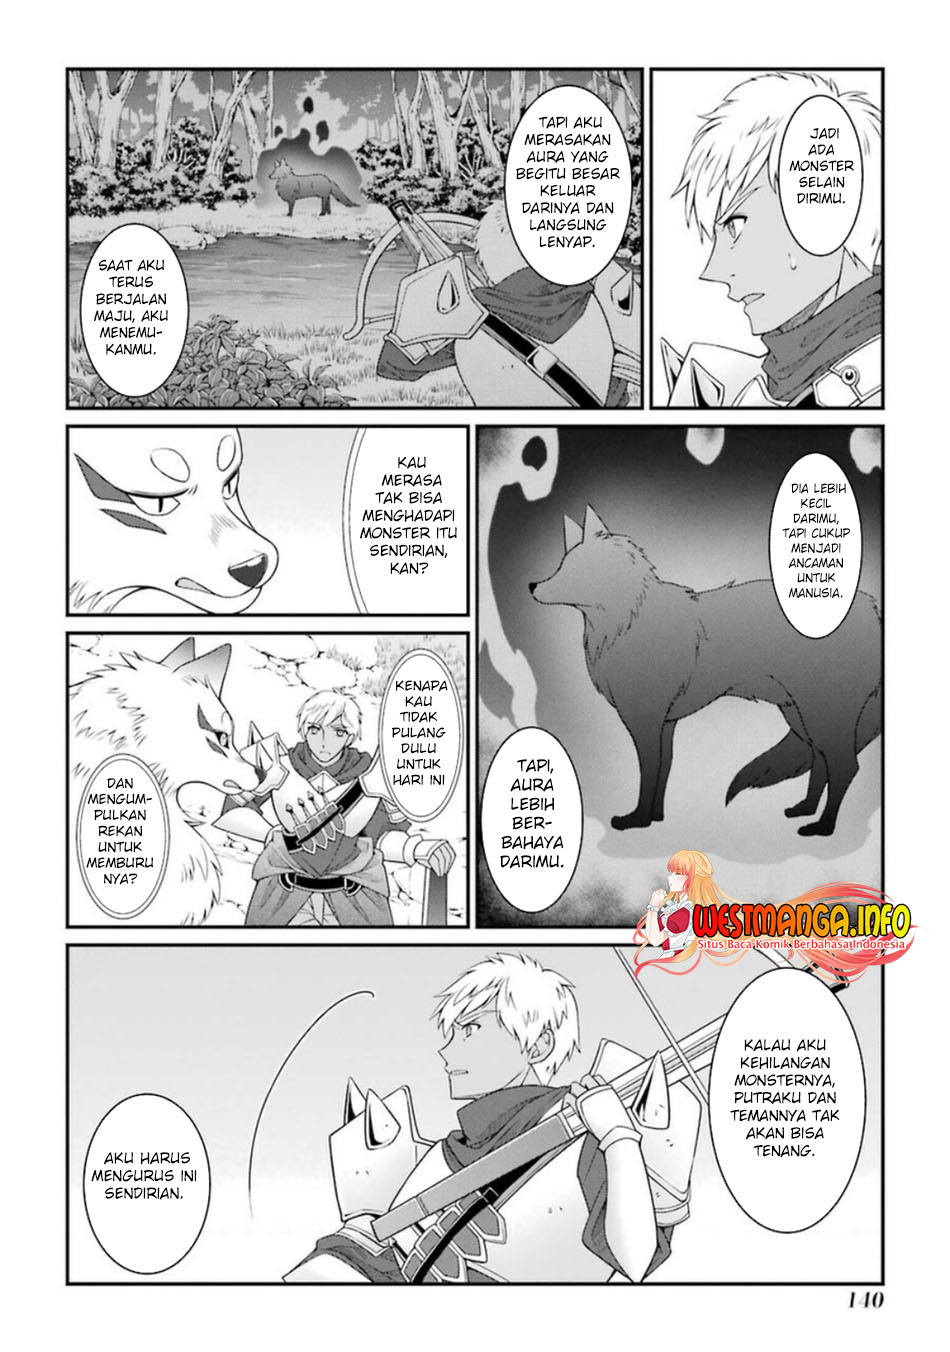 JADI
ADA
MONSTER
SELAIN
DIRIMU.
TAPI AKU
MERASAKAN
AURA YANG
BEGITU BESAR
KELUAR
DARINYA DAN
LANGSUNG
LENYAP.
SAAT AKU
TERUS
BERJALAN
MAJU, AKU
MENEMU-
KANMU.
DIA LEBIH
KECIL
DARIMU,
TAPI CUKUP
MENJADI
ANCAMAN
UNTUK
MANUSIA.
TAPI,
AURA
LEBIH
BER-
BAHAYA
DARIMU.
KAU
MERASA
TAK BISA
MENGHADAPI
MONSTER ITU
SENDIRIAN,
KAN?
KENAPA
KAU
TIDAK
PULANG
DULU UNTUK
HARI INI
DAN
MENGUM-
PULKAN
REKAN
UNTUK
MEMBURU
NYA?
WESTMANGA.INFO
Situs Baca Komik Berbahasa Indonesia
KALAU AKU
KEHILANGAN
MONSTERNYA,
PUTRAKU DAN
TEMANNYA TAK
AKAN BISA
TENANG.
AKU HARUS
MENGURUS INI
SENDIRIAN.
140